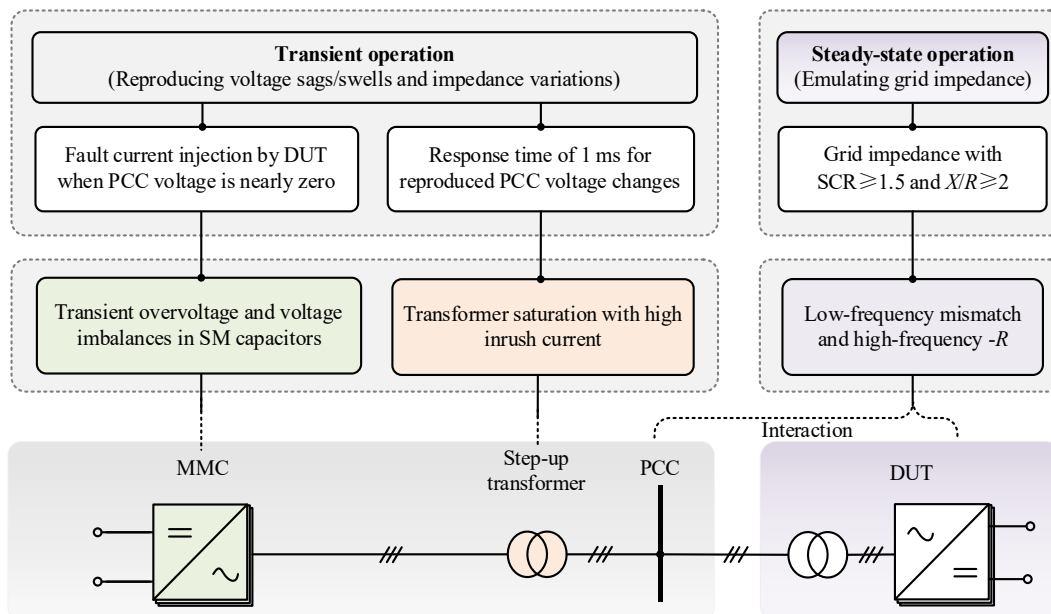 Transient operation
(Reproducing voltage sags/swells and impedance variations)
Fault current injection by DUT
when PCC voltage is nearly zero
Response time of 1 ms for
reproduced PCC voltage changes
Transient overvoltage and voltage
imbalances in SM capacitors
Transformer saturation with high
inrush current
Steady-state operation
(Emulating grid impedance)
Grid impedance with
SCR≥1.5 and X/R≥2
Low-frequency mismatch
and high-frequency -R
Interaction
MMC
Step-up
transformer
PCC
DUT